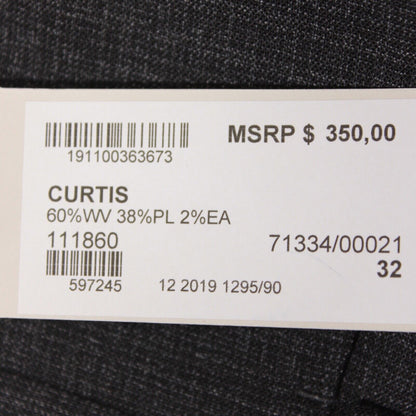 MSRP $ 350,00
191100363673
CURTIS
60%WV 38%PL 2%EA
111860 71334/00021
32
597245 12 2019 1295/90